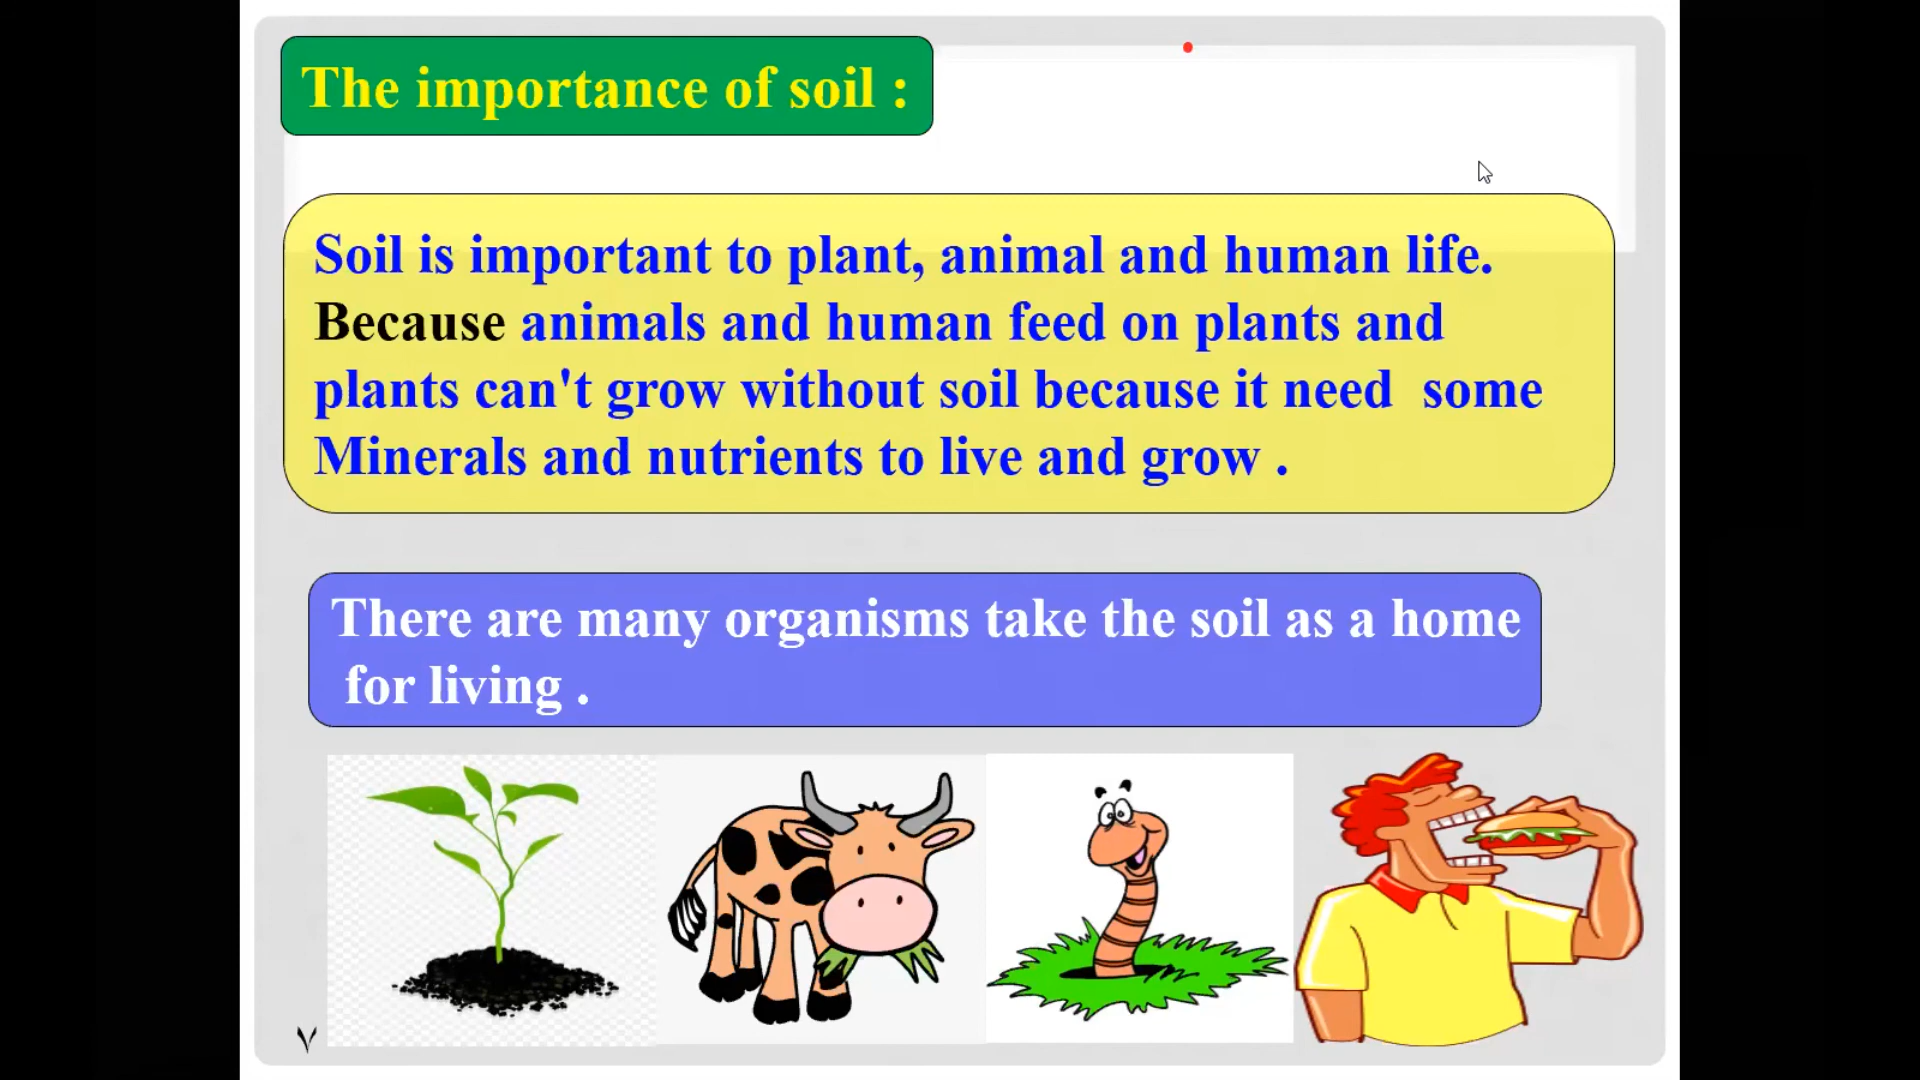 The importance of soil :
Soil is important to plant, animal and human life.
Because animals and human feed on plants and
plants can't grow without soil because it need some
Minerals and nutrients to live and grow .
There are many organisms take the soil as a home
for living .
٧